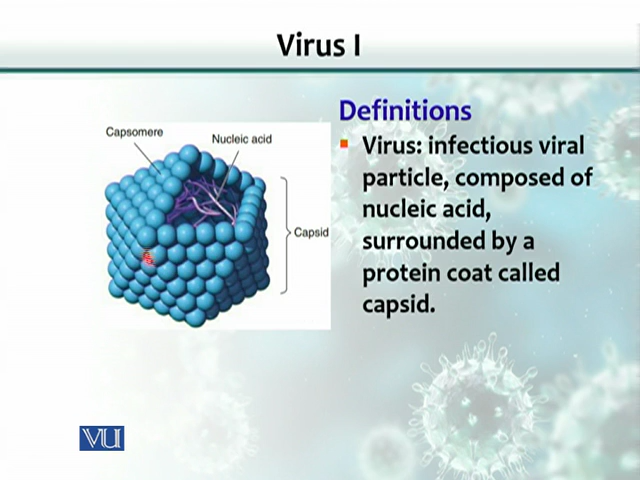 Virus I
Capsomere
Nucleic acid
Capsid
Definitions
Virus: infectious viral
particle, composed of
nucleic acid,
surrounded by a
protein coat called
capsid.
VU